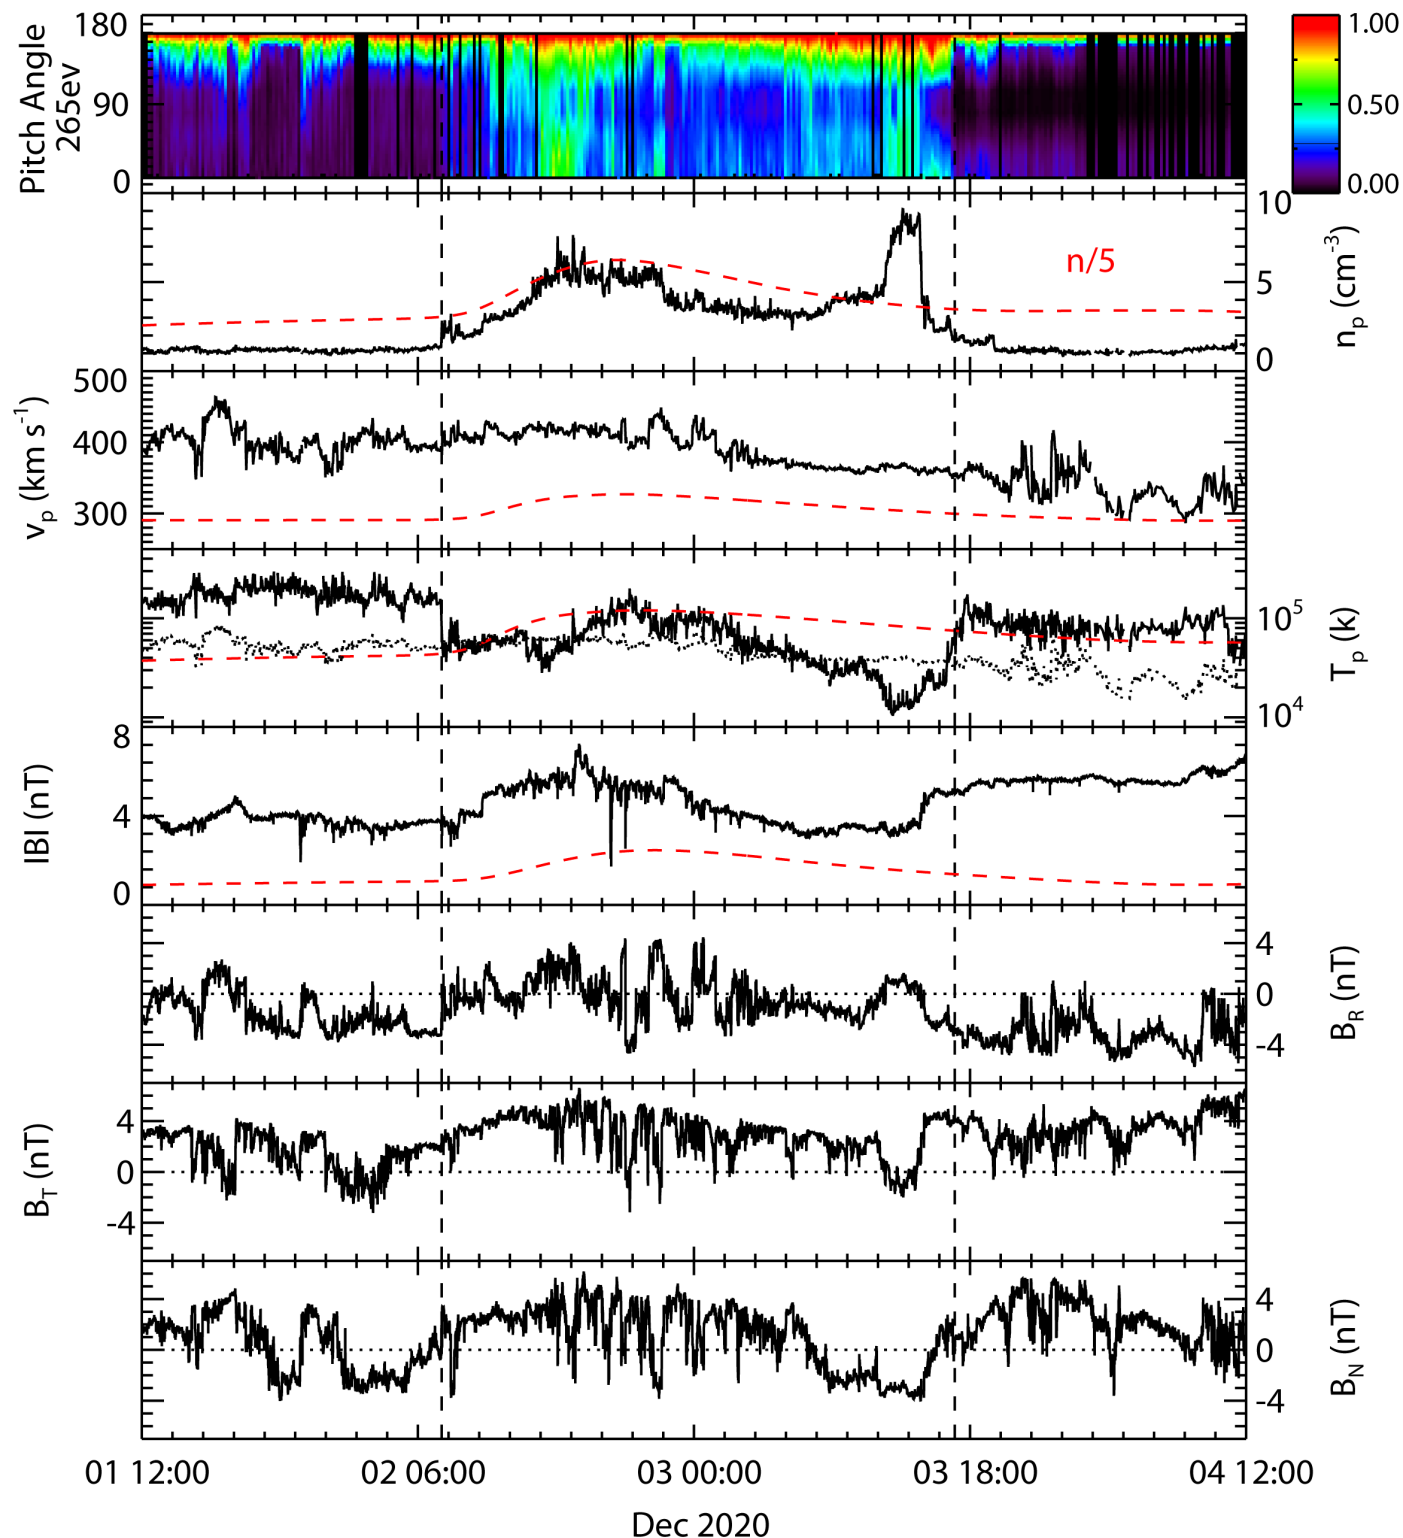 Pitch Angle
265ev
180
90
0
1.00
0.50
0.00
n/5
10
5
0
n_p (cm^-3)
500
400
300
v_p (km s^-1)
10^5
10^4
T_p (k)
8
4
0
IBI (nT)
4
0
-4
B_R (nT)
4
0
-4
B_T (nT)
4
0
-4
B_N (nT)
01 12:00 02 06:00 03 00:00 03 18:00 04 12:00
Dec 2020